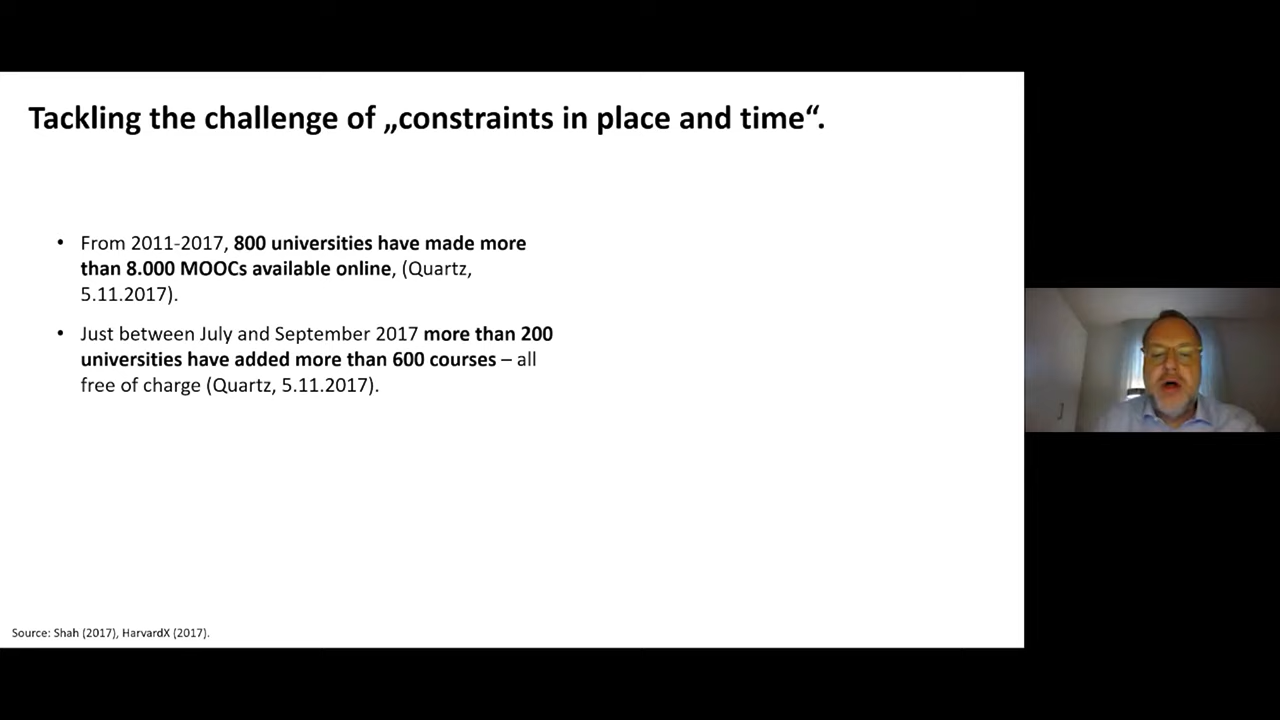 Tackling the challenge of „constraints in place and time“.
• From 2011-2017, 800 universities have made more
than 8.000 MOOCs available online, (Quartz,
5.11.2017).
• Just between July and September 2017 more than 200
universities have added more than 600 courses – all
free of charge (Quartz, 5.11.2017).
Source: Shah (2017), HarvardX (2017).